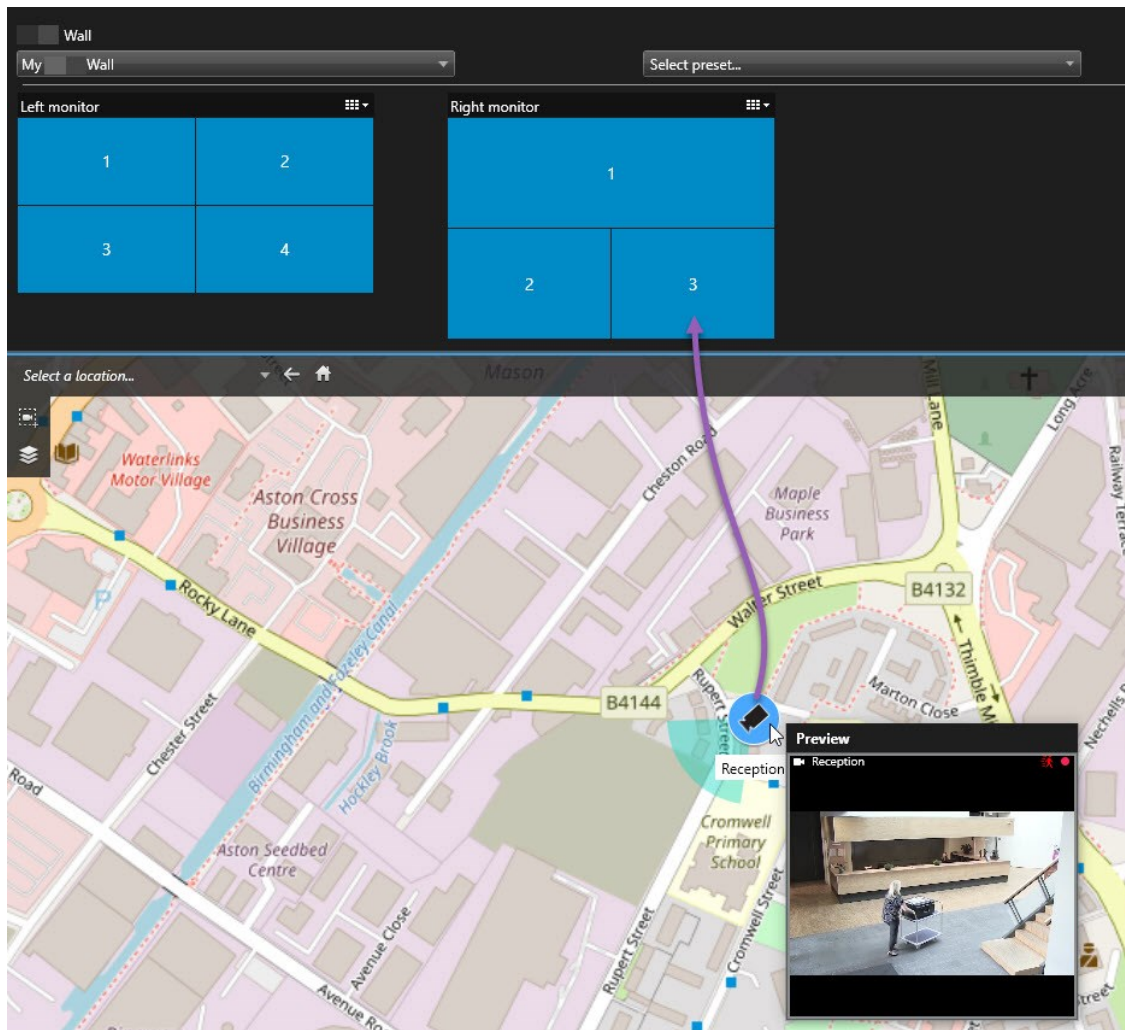 Wall
My Wall
Select preset...
Left monitor
Right monitor
1
2
3
4
1
2
3
Select a location...
Mason
Mill Lane
Long Acre
Railway Terrace
Waterlinks
Motor Village
Aston Cross
Business
Village
Cheston Road
Maple
Business
Park
P
Rocky Lane
Walter Street
B4132
Birmingham and Fazeley Canal
Thimble M
B4144
Rupert Street
Marton Close
Chester Street
Hockley Brook
Nechells
Preview
Reception
Reception
Road
Cromwell
Primary
School
Aston Seedbed
Centre
Avenue Close
Rupert Street
Cromwell Street
Street
Avenue Ro